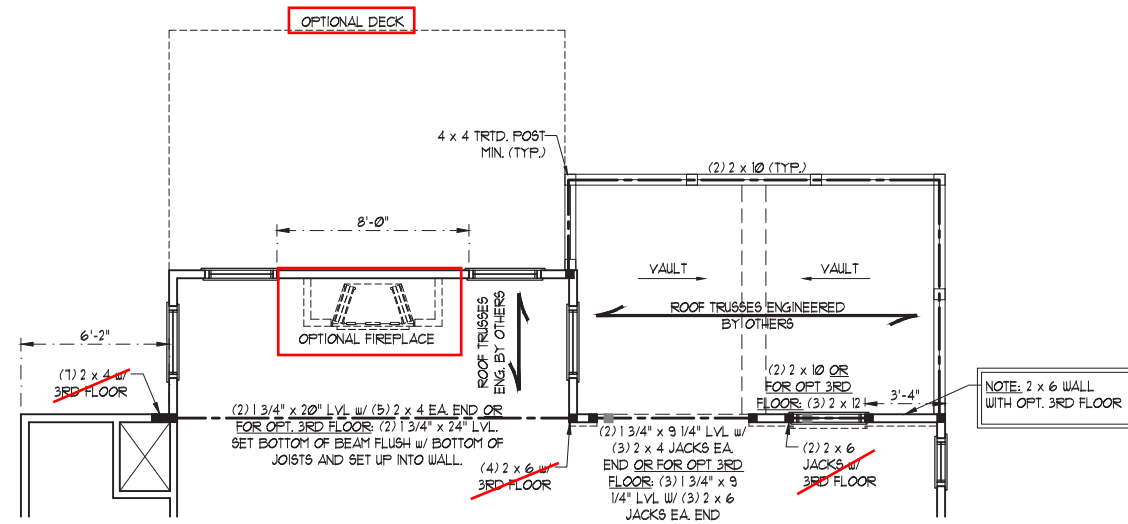 OPTIONAL DECK
4 x 4 TRTD. POST
MIN. (TYP.)
(2) 2 x 10 (TYP.)
8'-0"
VAULT
VAULT
ROOF TRUSSES ENGINEERED
BY OTHERS
ROOF TRUSSES
ENG. BY OTHERS
OPTIONAL FIREPLACE
6'-2"
(7) 2 x 4 w/
3RD FLOOR
(2) 2 x 10 OR
FOR OPT 3RD
FLOOR: (3) 2 x 12
3'-4"
NOTE: 2 x 6 WALL
WITH OPT. 3RD FLOOR
(2) 1 3/4" x 20" LVL w/ (5) 2 x 4 EA. END OR
FOR OPT. 3RD FLOOR: (2) 1 3/4" x 24" LVL.
SET BOTTOM OF BEAM FLUSH w/ BOTTOM OF
JOISTS AND SET UP INTO WALL.
(4) 2 x 6 w/
3RD FLOOR
(2) 1 3/4" x 9 1/4" LVL w/
(3) 2 x 4 JACKS EA.
END OR FOR OPT 3RD
FLOOR: (3) 1 3/4" x 9
1/4" LVL W/ (3) 2 x 6
JACKS EA. END
(2) 2 x 6
JACKS w/
3RD FLOOR